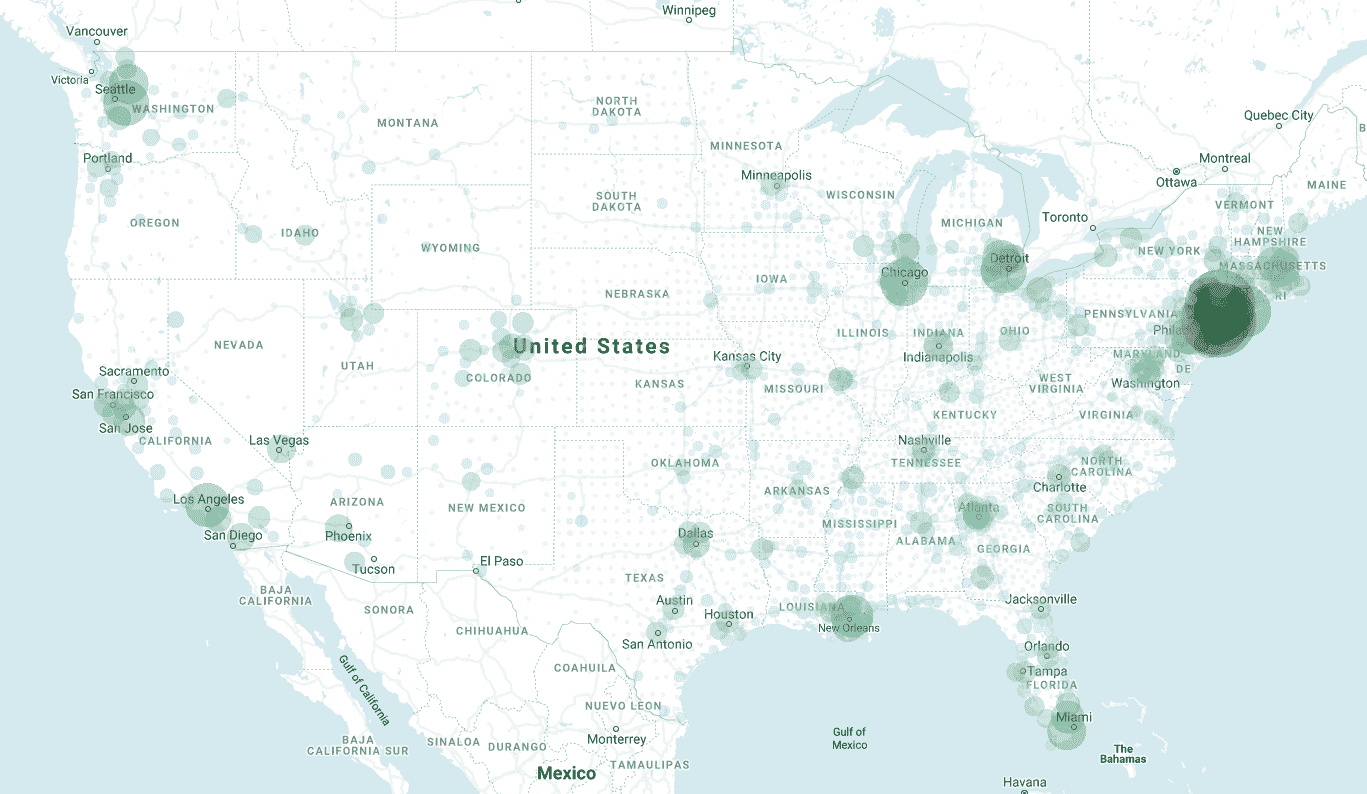 Winnipeg
Vancouver
Victoria
Seattle
WASHINGTON
MONTANA
NORTH
DAKOTA
MINNESOTA
Quebec City
Montreal
Ottawa
MAINE
Portland
Minneapolis
SOUTH
DAKOTA
WISCONSIN
MICHIGAN
Toronto
VERMONT
OREGON
IDAHO
WYOMING
NEW YORK
NEW
HAMPSHIRE
MASSACHUSETTS
RI
Detroit
Chicago
IOWA
NEBRASKA
PENNSYLVANIA
Philad
NEVADA
UTAH
United States
COLORADO
ILLINOIS
INDIANA
Indianapolis
OHIO
MARYLAND
DE
Washington
WEST
VIRGINIA
VIRGINIA
Kansas City
KANSAS
MISSOURI
KENTUCKY
Sacramento
San Francisco
San Jose
CALIFORNIA
Las Vegas
Nashville
TENNESSEE
NORTH
CAROLINA
Charlotte
OKLAHOMA
ARKANSAS
Los Angeles
ARIZONA
NEW MEXICO
Atlanta
SOUTH
CAROLINA
MISSISSIPPI
ALABAMA
GEORGIA
San Diego
Phoenix
Tucson
Dallas
El Paso
TEXAS
BAJA
CALIFORNIA
SONORA
CHIHUAHUA
Austin
Houston
San Antonio
LOUISIANA
New Orleans
Jacksonville
Orlando
Tampa
FLORIDA
Miami
COAHUILA
Gulf of California
NUEVO LEON
Monterrey
BAJA
CALIFORNIA SUR
SINALOA
DURANGO
TAMAULIPAS
Mexico
Gulf of
Mexico
The
Bahamas
Havana